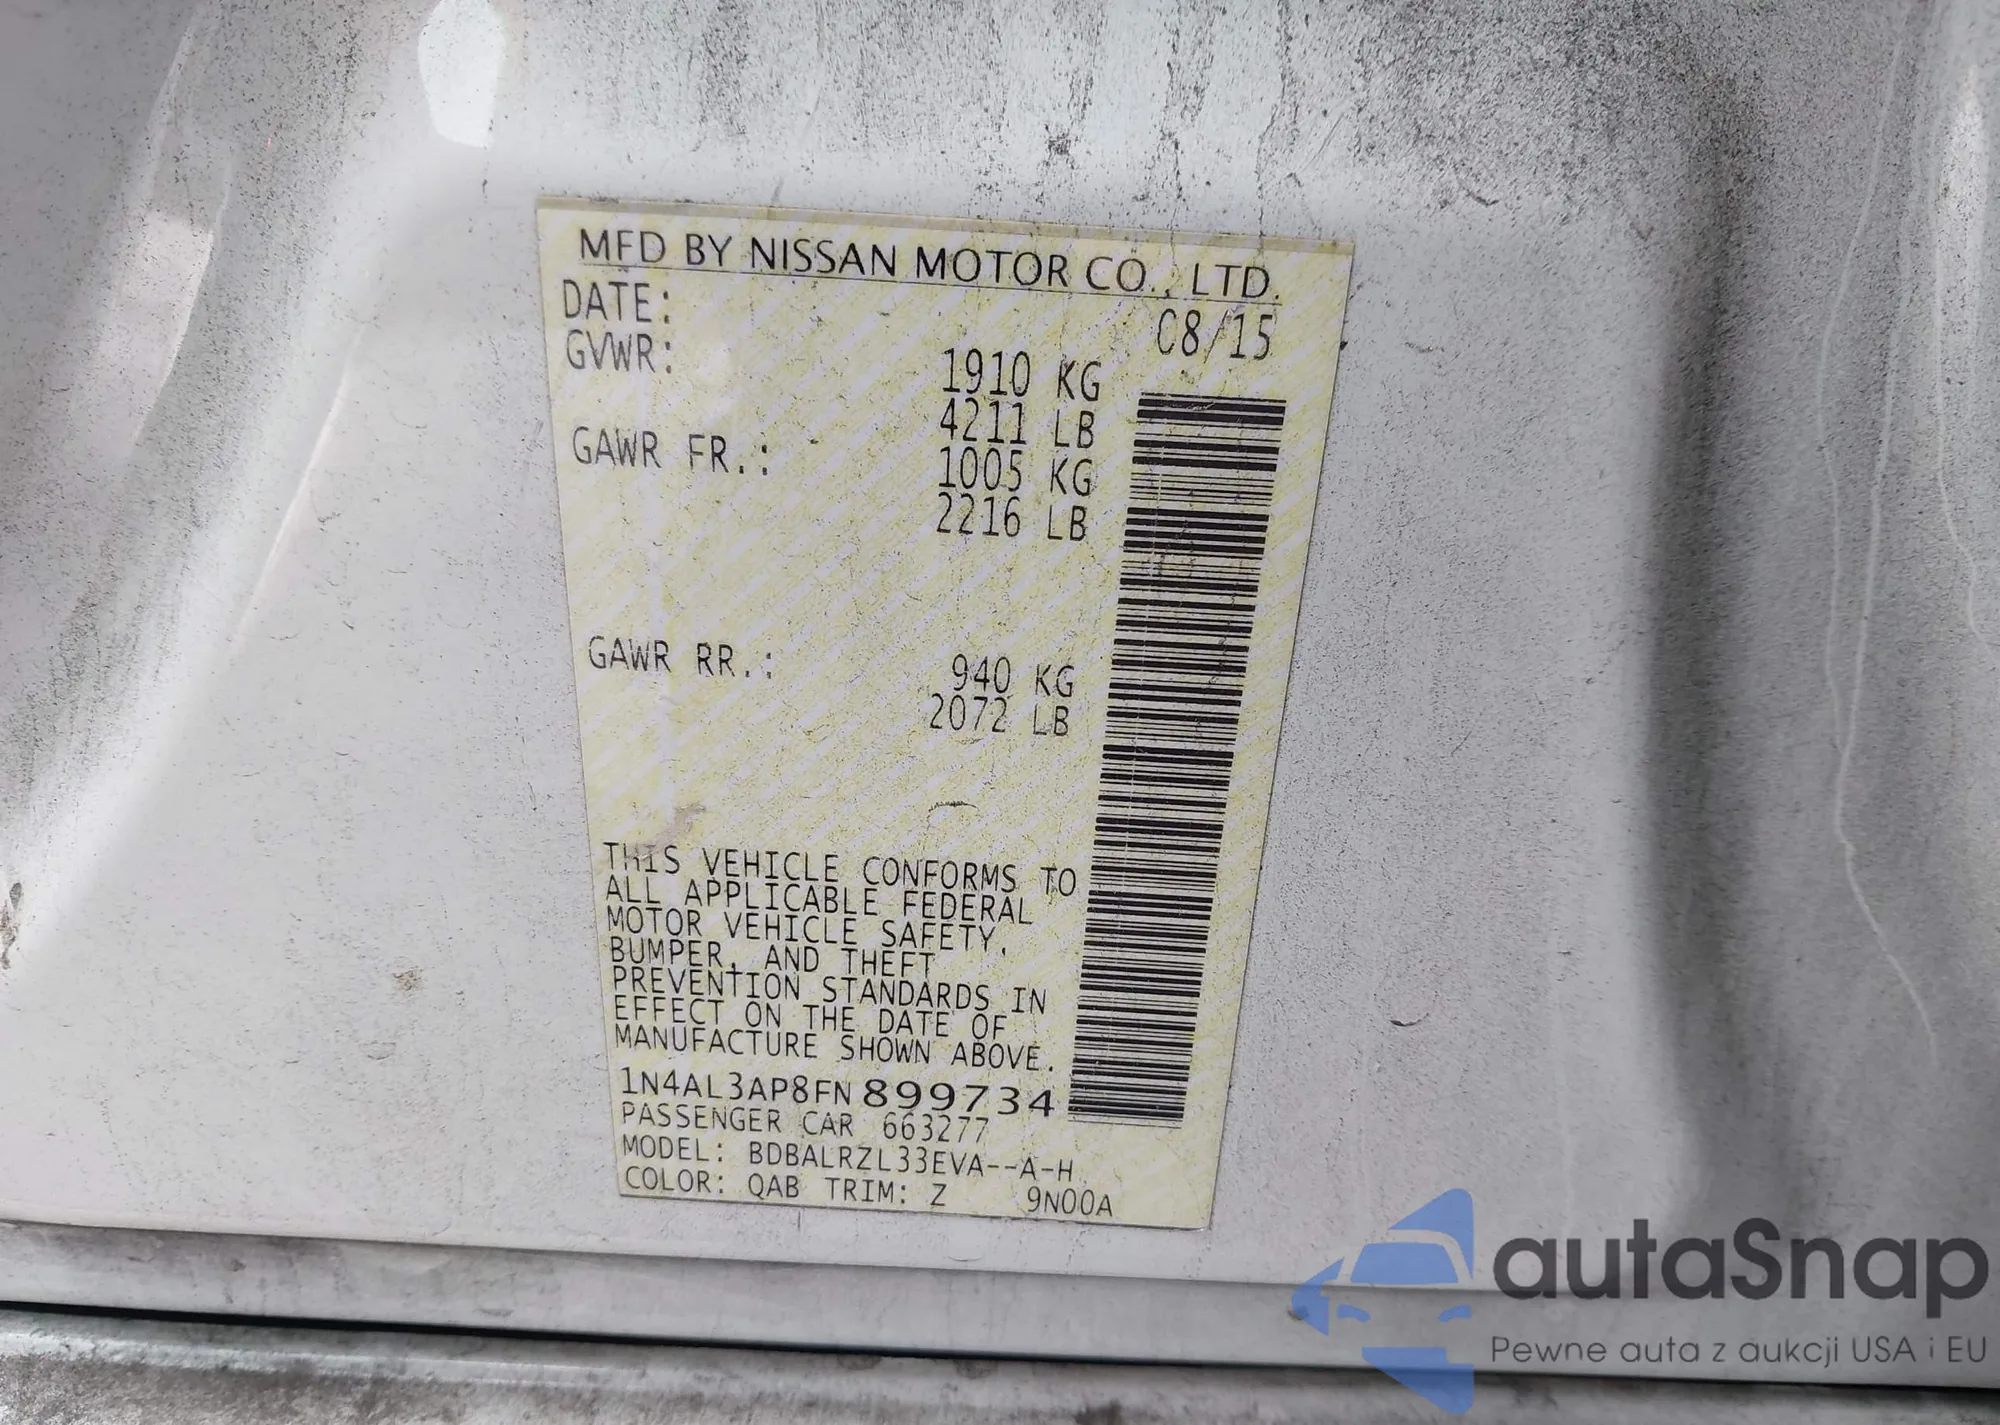 MFD BY NISSAN MOTOR CO., LTD.
DATE: 08/15
GVWR: 1910 KG
4211 LB
GAWR FR.: 1005 KG
2216 LB
GAWR RR.: 940 KG
2072 LB
THIS VEHICLE CONFORMS TO
ALL APPLICABLE FEDERAL
MOTOR VEHICLE SAFETY,
BUMPER, AND THEFT
PREVENTION STANDARDS IN
EFFECT ON THE DATE OF
MANUFACTURE SHOWN ABOVE.
1N4AL3AP8FN899734
PASSENGER CAR 663277
MODEL: BDBALRZL33EVA--A-H
COLOR: QAB TRIM: Z 9N00A
autaSnap
Pewne auta z aukcji USA i EU